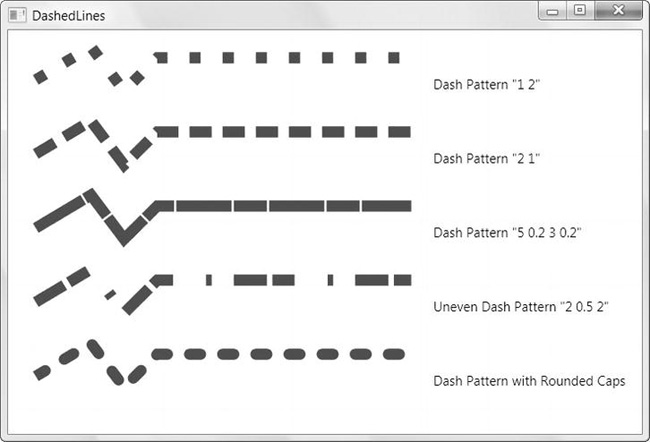 DashedLines
Dash Pattern "1 2"
Dash Pattern "2 1"
Dash Pattern "5 0.2 3 0.2"
Uneven Dash Pattern "2 0.5 2"
Dash Pattern with Rounded Caps